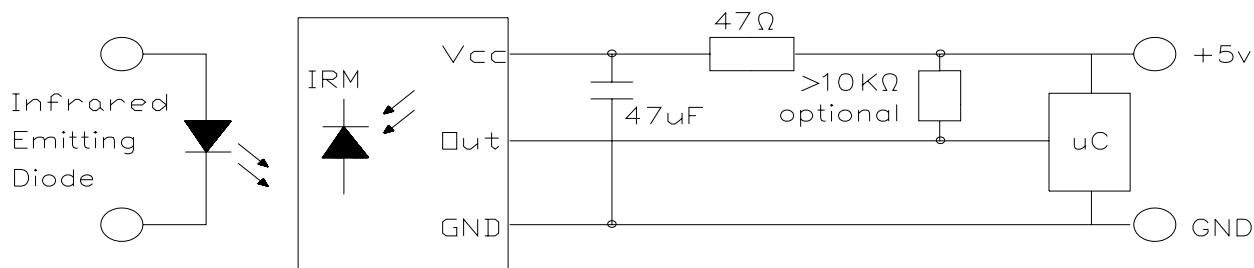 Infrared
Emitting
Diode
IRM
Vcc
Out
GND
47uF
47Ω
>10KΩ
optional
uC
+5v
GND